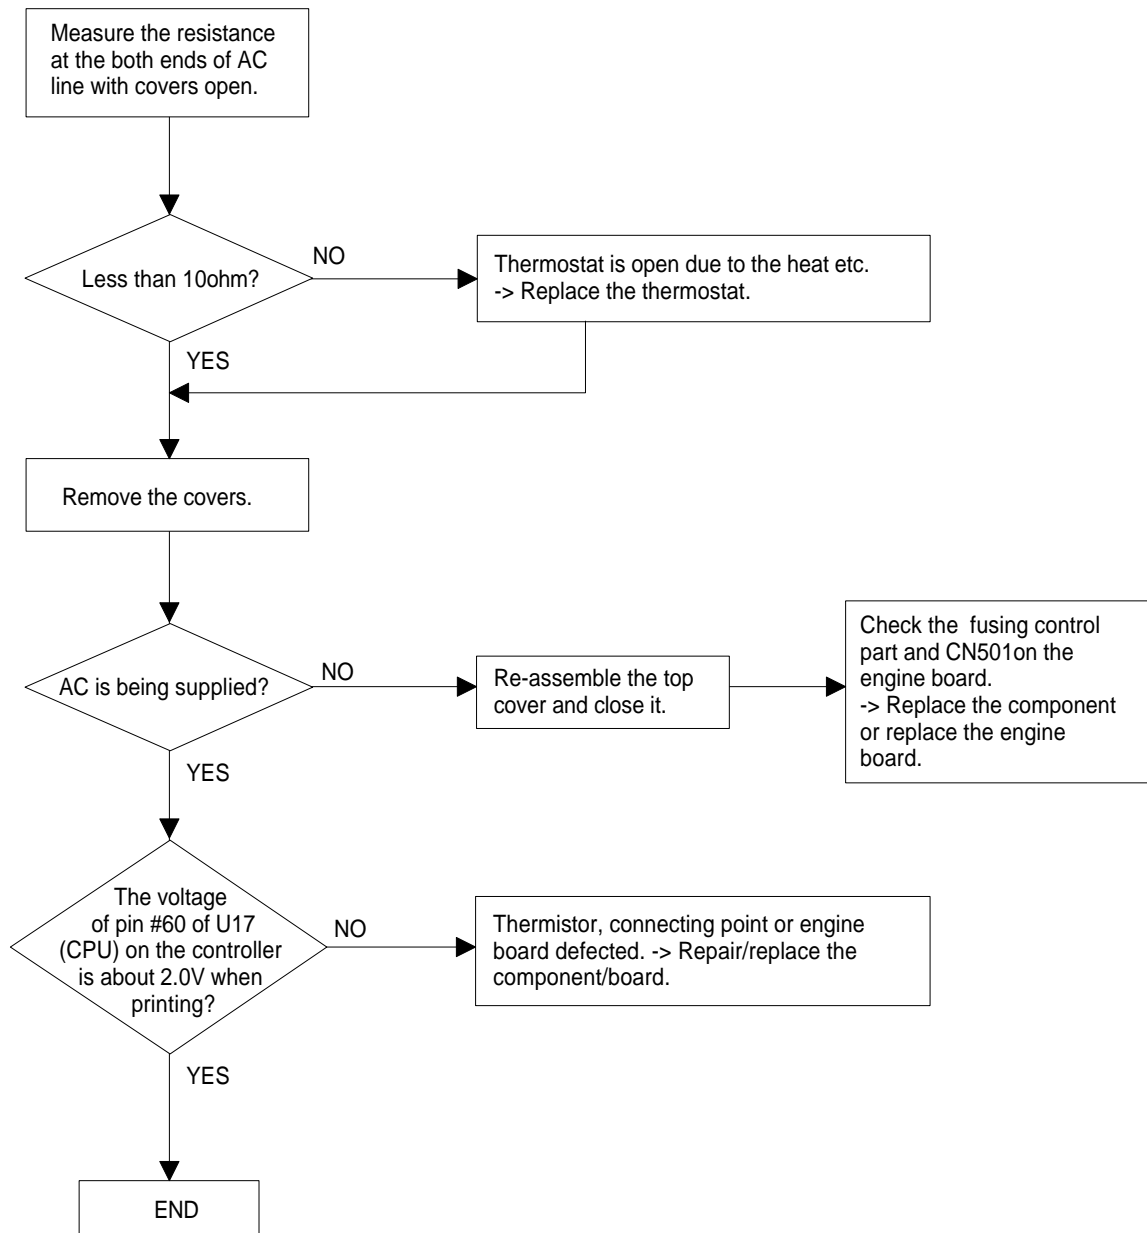 Measure the resistance
at the both ends of AC
line with covers open.
Less than 10ohm?
NO
Thermostat is open due to the heat etc.
-> Replace the thermostat.
YES
Remove the covers.
AC is being supplied?
NO
Re-assemble the top
cover and close it.
Check the fusing control
part and CN501on the
engine board.
-> Replace the component
or replace the engine
board.
YES
The voltage
of pin #60 of U17
(CPU) on the controller
is about 2.0V when
printing?
NO
Thermistor, connecting point or engine
board defected. -> Repair/replace the
component/board.
YES
END